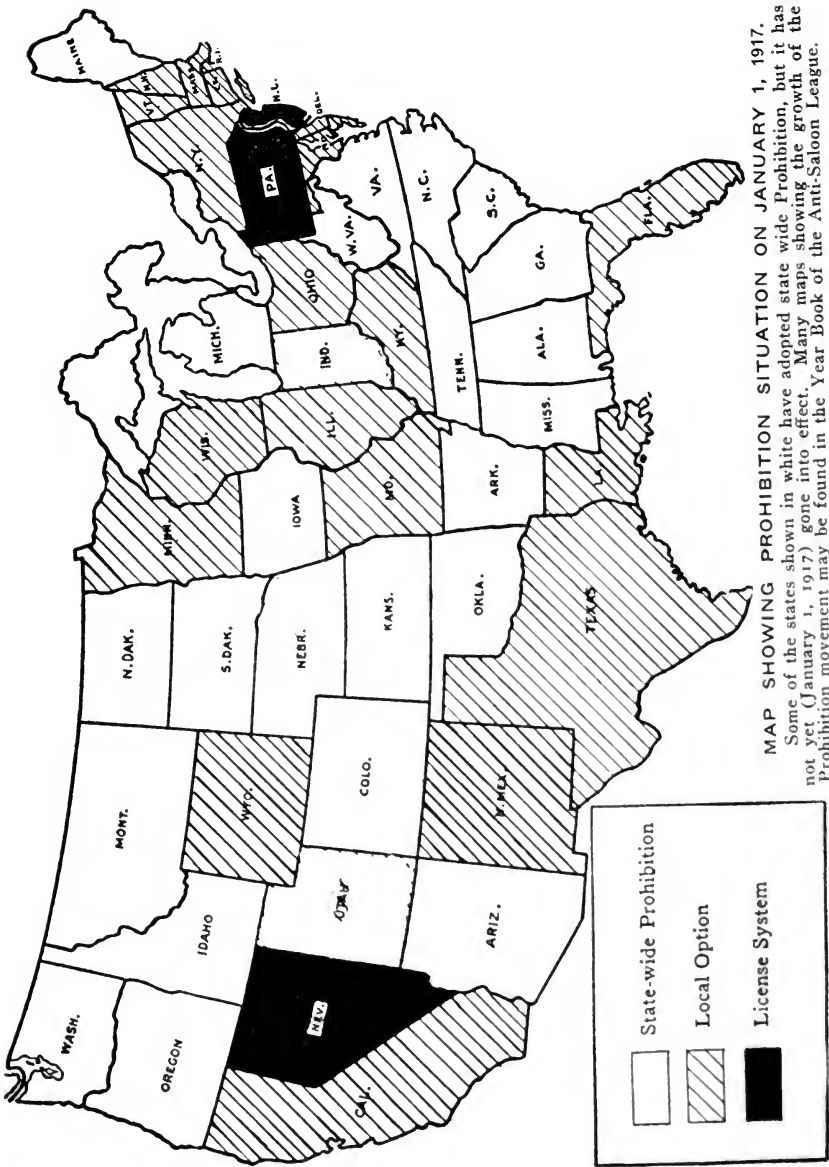 WASH.
MONT.
N.DAK.
MINN.
MAINE
OREGON
IDAHO
WYO.
S.DAK.
WIS.
MICH.
N.Y.
VT.
N.H.
MASS.
R.I.
NEV.
UTAH
COLO.
NEBR.
IOWA
ILL.
IND.
OHIO
PA.
N.J.
DEL.
CAL.
ARIZ.
N.MEX.
KANS.
MO.
KY.
W.VA.
VA.
OKLA.
ARK.
TENN.
N.C.
S.C.
TEXAS
LA
MISS.
ALA.
GA.
FLA.
State-wide Prohibition
Local Option
License System
MAP SHOWING PROHIBITION SITUATION ON JANUARY 1, 1917.
Some of the states shown in white have adopted state wide Prohibition, but it has
not yet (January 1, 1917) gone into effect. Many maps showing the growth of the
Prohibition movement may be found in the Year Book of the Anti-Saloon League.